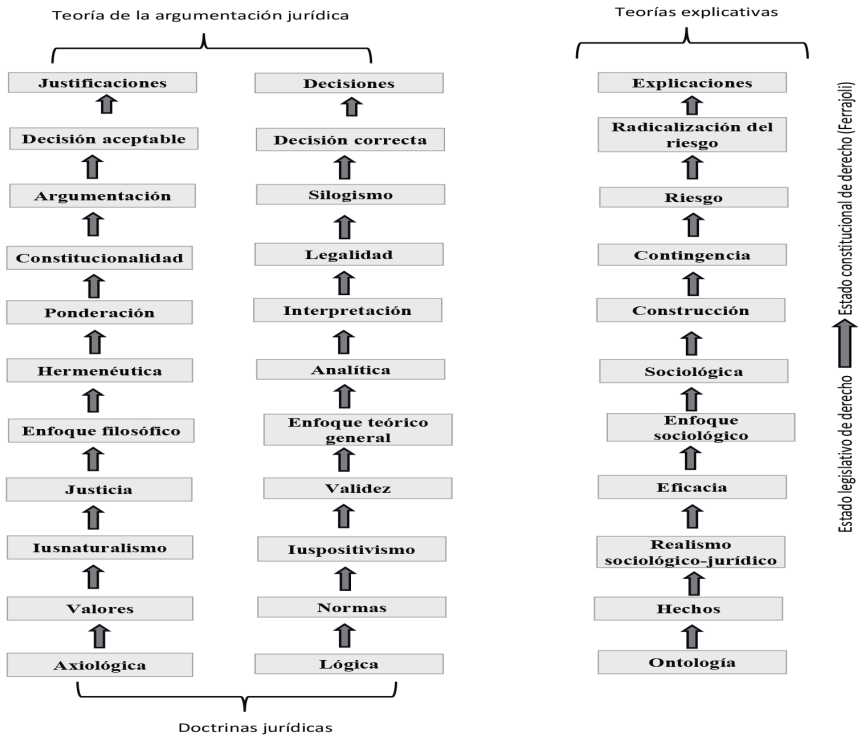 Teoría de la argumentación jurídica
Teorías explicativas
Justificaciones
Decisión aceptable
Argumentación
Constitucionalidad
Ponderación
Hermenéutica
Enfoque filosófico
Justicia
Iusnaturalismo
Valores
Axiológica
Decisiones
Decisión correcta
Silogismo
Legalidad
Interpretación
Analítica
Enfoque teórico
general
Validez
Iuspositivismo
Normas
Lógica
Doctrinas jurídicas
Explicaciones
Radicalización del
riesgo
Riesgo
Contingencia
Construcción
Sociológica
Enfoque
sociológico
Eficacia
Realismo
sociológico-jurídico
Hechos
Ontología
Estado legislativo de derecho
Estado constitucional de derecho (Ferrajoli)